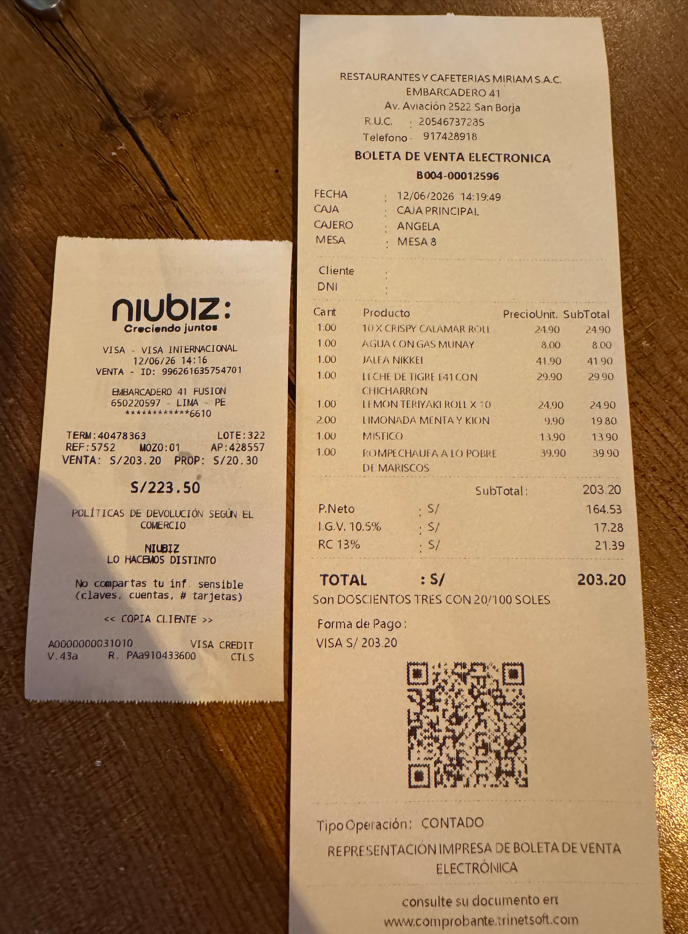 niubiz:
Creciendo juntos
VISA - VISA INTERNACIONAL
12/06/26 14:16
VENTA - ID: 996261635754701
EMBARCADERO 41 FUSION
650220597 - LIMA - PE
************6610
TERM:40478363 LOTE:322
REF:5752 MOZO:01 AP:428557
VENTA: S/203.20 PROP: S/20.30
S/223.50
POLÍTICAS DE DEVOLUCIÓN SEGÚN EL
COMERCIO
NIUBIZ
LO HACEMOS DISTINTO
No compartas tu inf. sensible
(claves, cuentas, # tarjetas)
<< COPIA CLIENTE >>
A0000000031010 VISA CREDIT
V.43a R. PAa910433600 CTLS
RESTAURANTES Y CAFETERIAS MIRIAM S.A.C.
EMBARCADERO 41
Av. Aviación 2522 San Borja
R.U.C. : 20546737285
Telefono 917428918
BOLETA DE VENTA ELECTRONICA
B004-00012596
FECHA : 12/06/2026 14:19:49
CAJA : CAJA PRINCIPAL
CAJERO : ANGELA
MESA : MESA 8
Cliente :
DNI :
Cant Producto PrecioUnit. SubTotal
1.00 10 X CRISPY CALAMAR ROLL 24.90 24.90
1.00 AGUA CON GAS MUNAY 8.00 8.00
1.00 JALEA NIKKEI 41.90 41.90
1.00 LECHE DE TIGRE E41 CON 29.90 29.90
CHICHARRON
1.00 LEMON TERIYAKI ROLL X 10 24.90 24.90
2.00 LIMONADA MENTA Y KION 9.90 19.80
1.00 MISTICO 13.90 13.90
1.00 ROMPECHAUFA A LO POBRE 39.90 39.90
DE MARISCOS
SubTotal: 203.20
P.Neto : S/ 164.53
I.G.V. 10.5% : S/ 17.28
RC 13% : S/ 21.39
TOTAL : S/ 203.20
Son DOSCIENTOS TRES CON 20/100 SOLES
Forma de Pago:
VISA S/ 203.20
Tipo Operación: CONTADO
REPRESENTACIÓN IMPRESA DE BOLETA DE VENTA
ELECTRÓNICA
consulte su documento en:
www.comprobante.trinetsoft.com